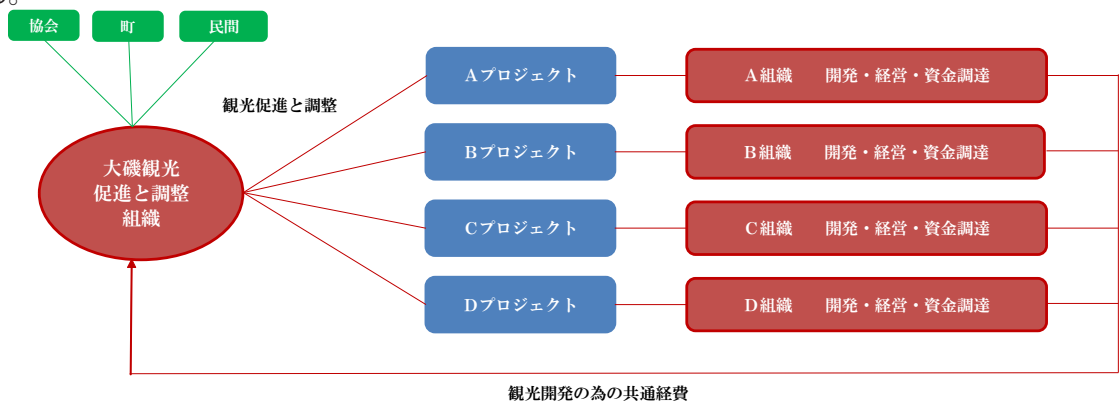 協会
町
民間
観光促進と調整
大磯観光
促進と調整
組織
Aプロジェクト
A組織　開発・経営・資金調達
Bプロジェクト
B組織　開発・経営・資金調達
Cプロジェクト
C組織　開発・経営・資金調達
Dプロジェクト
D組織　開発・経営・資金調達
観光開発の為の共通経費